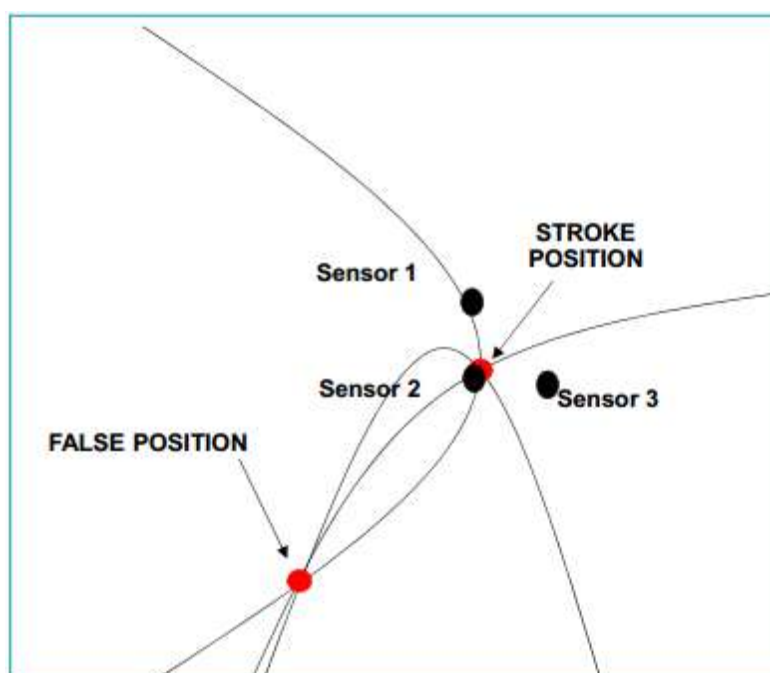 STROKE
POSITION
Sensor 1
Sensor 2
Sensor 3
FALSE POSITION